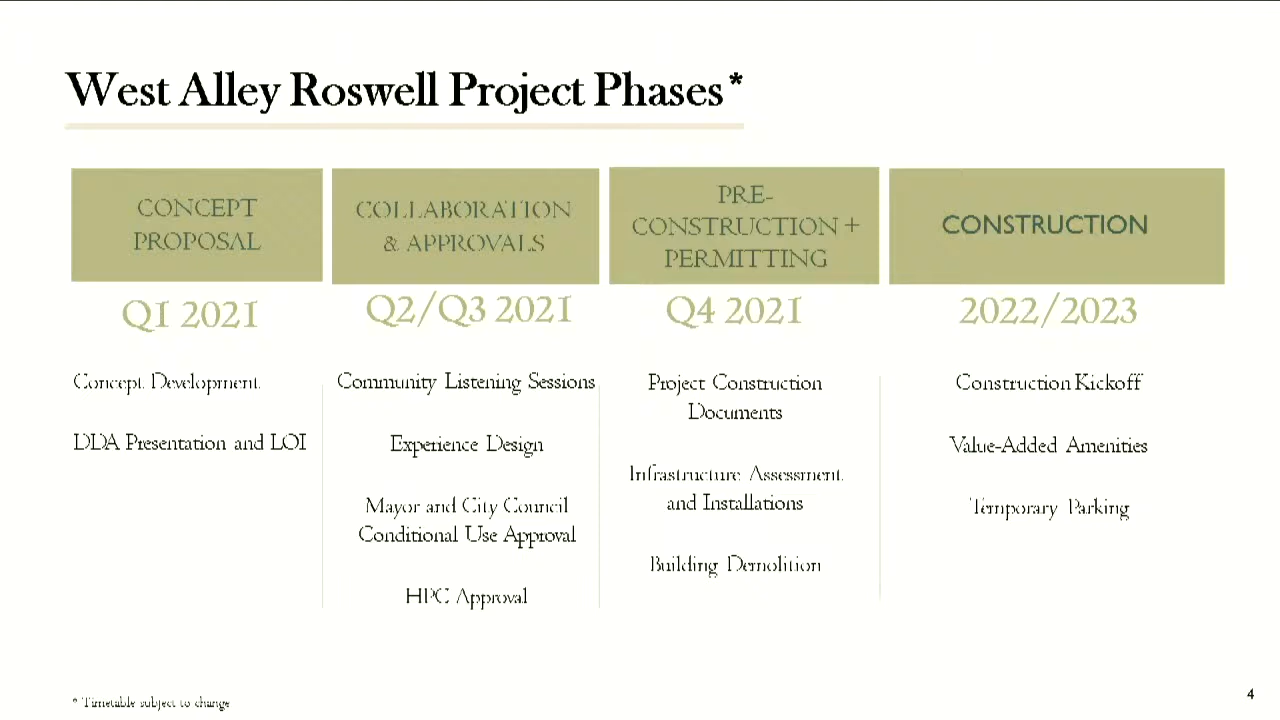 West Alley Roswell Project Phases*
CONCEPT
PROPOSAL
COLLABORATION
& APPROVALS
PRE-
CONSTRUCTION +
PERMITTING
CONSTRUCTION
Q1 2021
Q2/Q3 2021
Q4 2021
2022/2023
Concept Development
DDA Presentation and LOI
Community Listening Sessions
Experience Design
Mayor and City Council
Conditional Use Approval
HPC Approval
Project Construction
Documents
Infrastructure Assessment
and Installations
Building Demolition
Construction Kickoff
Value-Added Amenities
Temporary Parking
* Timetable subject to change
4